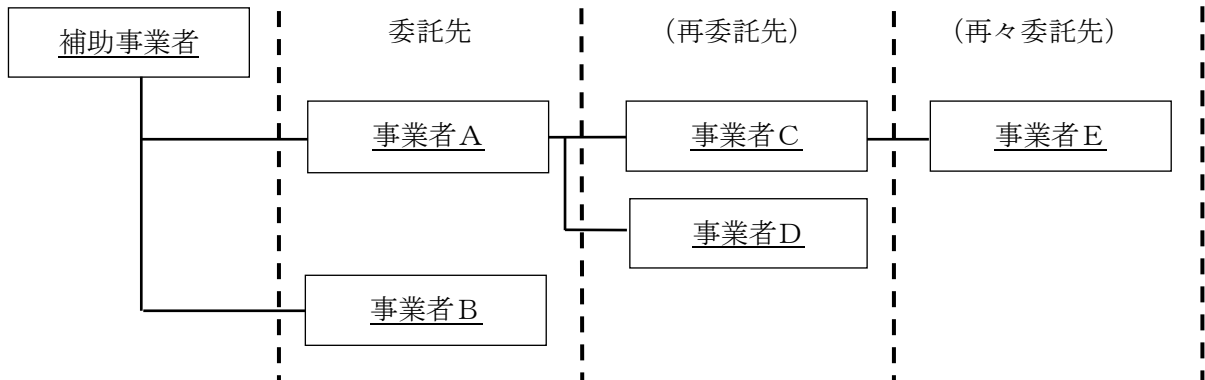 補助事業者
委託先
（再委託先）
（再々委託先）
事業者Ａ
事業者Ｃ
事業者Ｅ
事業者Ｄ
事業者Ｂ